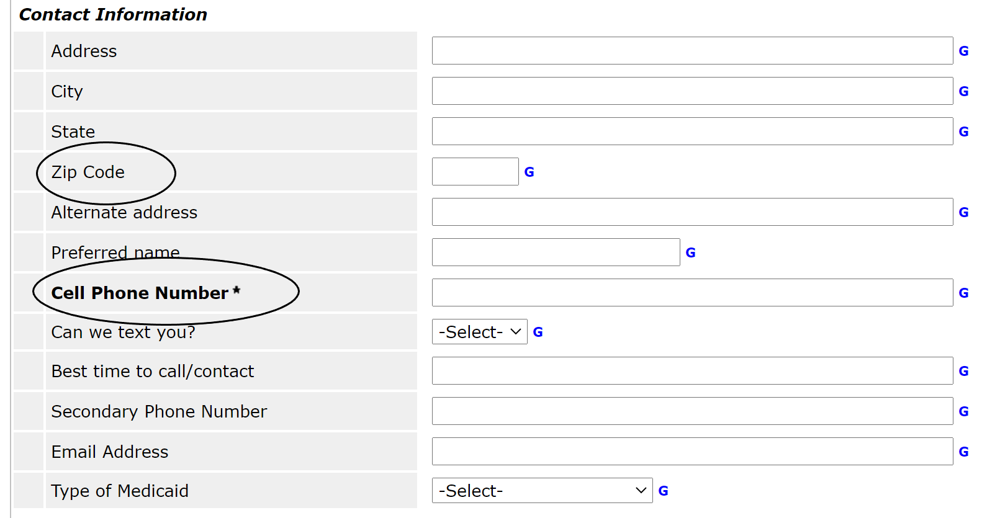 Contact Information
Address G
City G
State G
Zip Code G
Alternate address G
Preferred name G
Cell Phone Number * G
Can we text you? -Select- G
Best time to call/contact G
Secondary Phone Number G
Email Address G
Type of Medicaid -Select- G